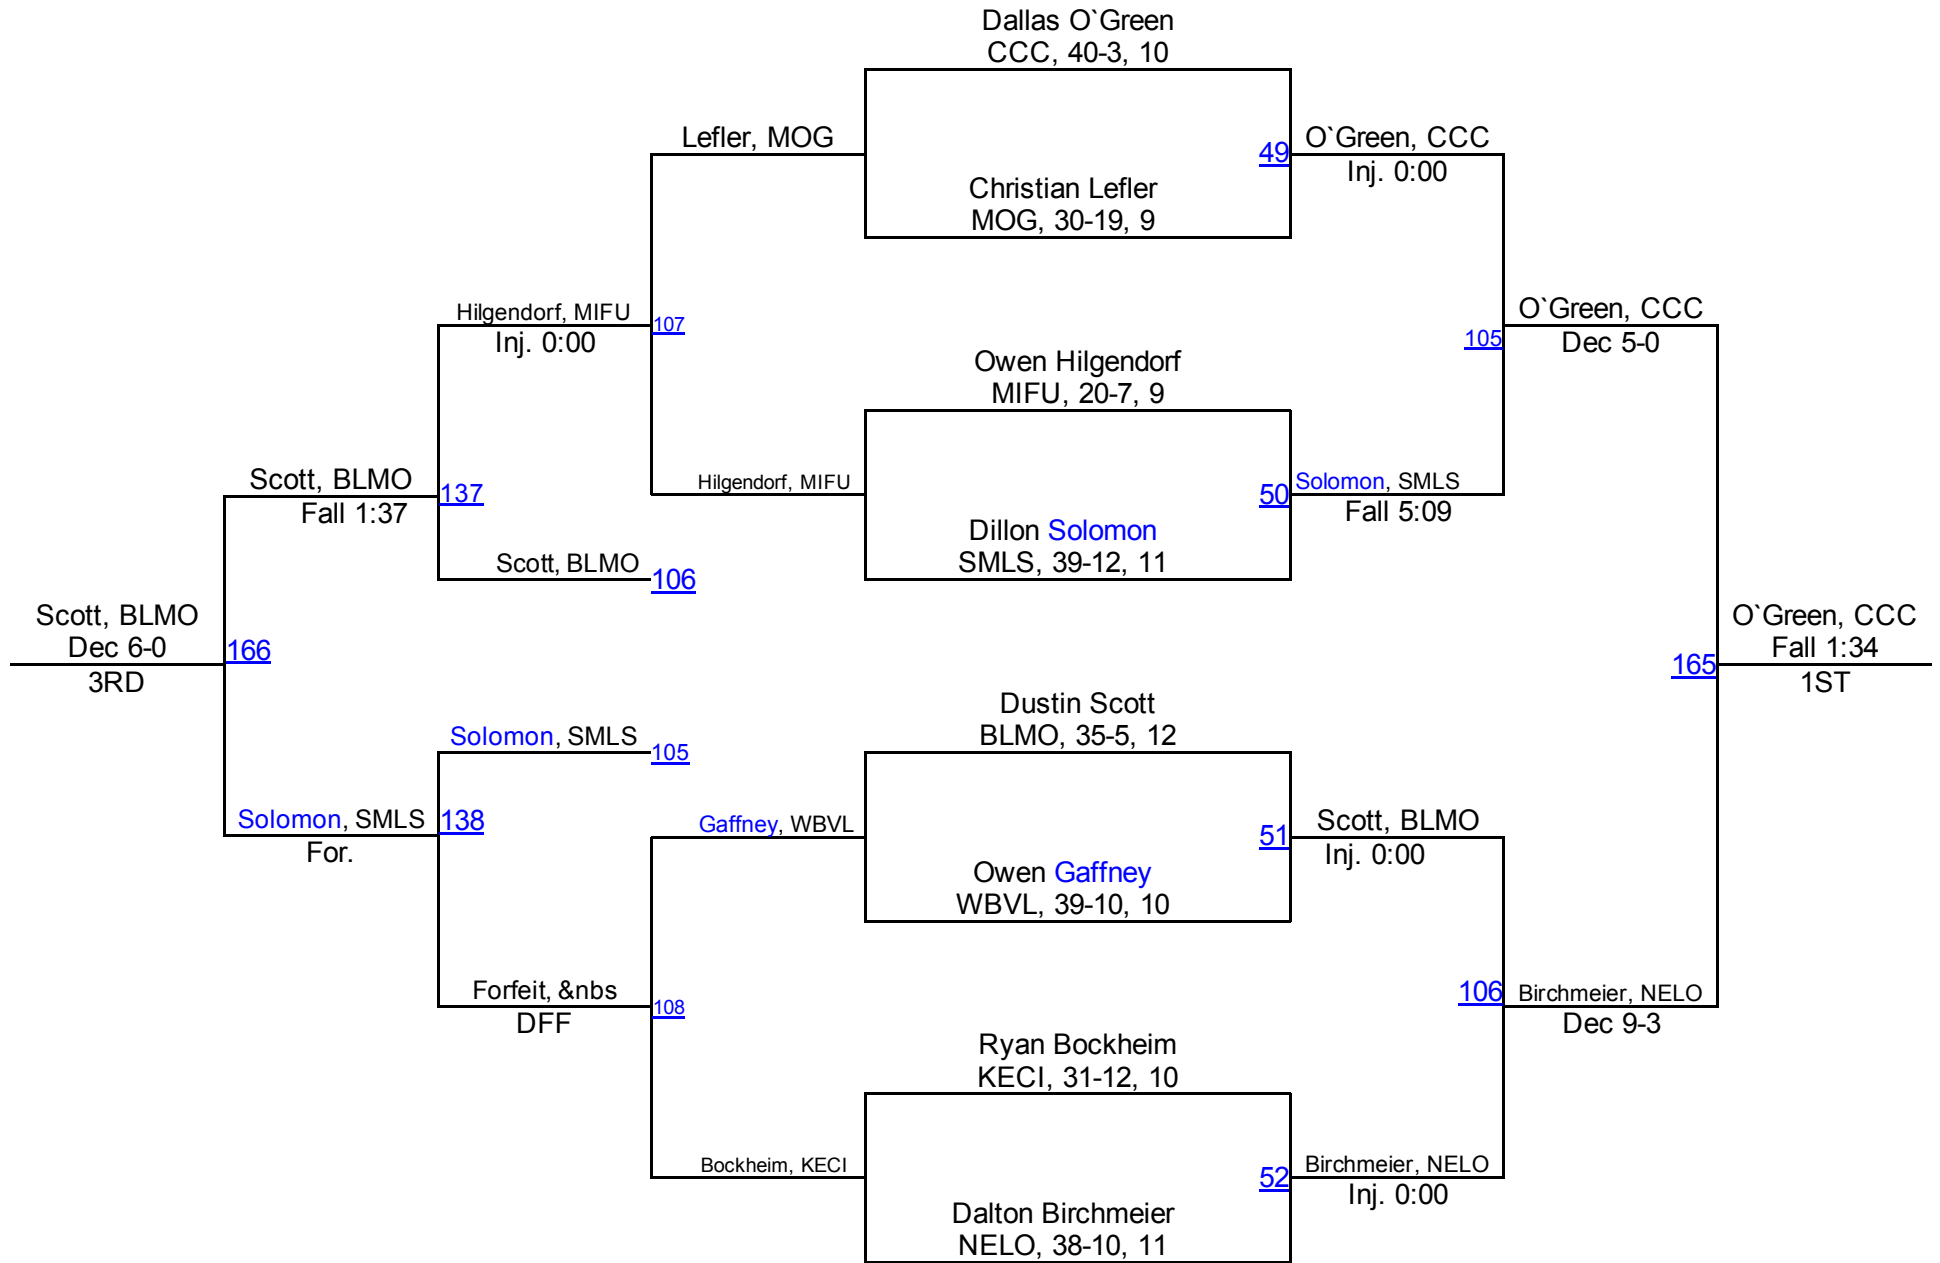 Dallas O`Green
CCC, 40-3, 10
Lefler, MOG
49
O`Green, CCC
Inj. 0:00
Christian Lefler
MOG, 30-19, 9
Hilgendorf, MIFU
Inj. 0:00
107
O`Green, CCC
Dec 5-0
105
Owen Hilgendorf
MIFU, 20-7, 9
Scott, BLMO
Fall 1:37
137
Hilgendorf, MIFU
50
Solomon, SMLS
Fall 5:09
Dillon Solomon
SMLS, 39-12, 11
Scott, BLMO
106
Scott, BLMO
Dec 6-0
3RD
166
165
O`Green, CCC
Fall 1:34
1ST
Dustin Scott
BLMO, 35-5, 12
Solomon, SMLS
105
Solomon, SMLS
For.
138
Gaffney, WBVL
51
Scott, BLMO
Inj. 0:00
Owen Gaffney
WBVL, 39-10, 10
Forfeit, &nbs
DFF
108
106
Birchmeier, NELO
Dec 9-3
Ryan Bockheim
KECI, 31-12, 10
Bockheim, KECI
52
Birchmeier, NELO
Inj. 0:00
Dalton Birchmeier
NELO, 38-10, 11